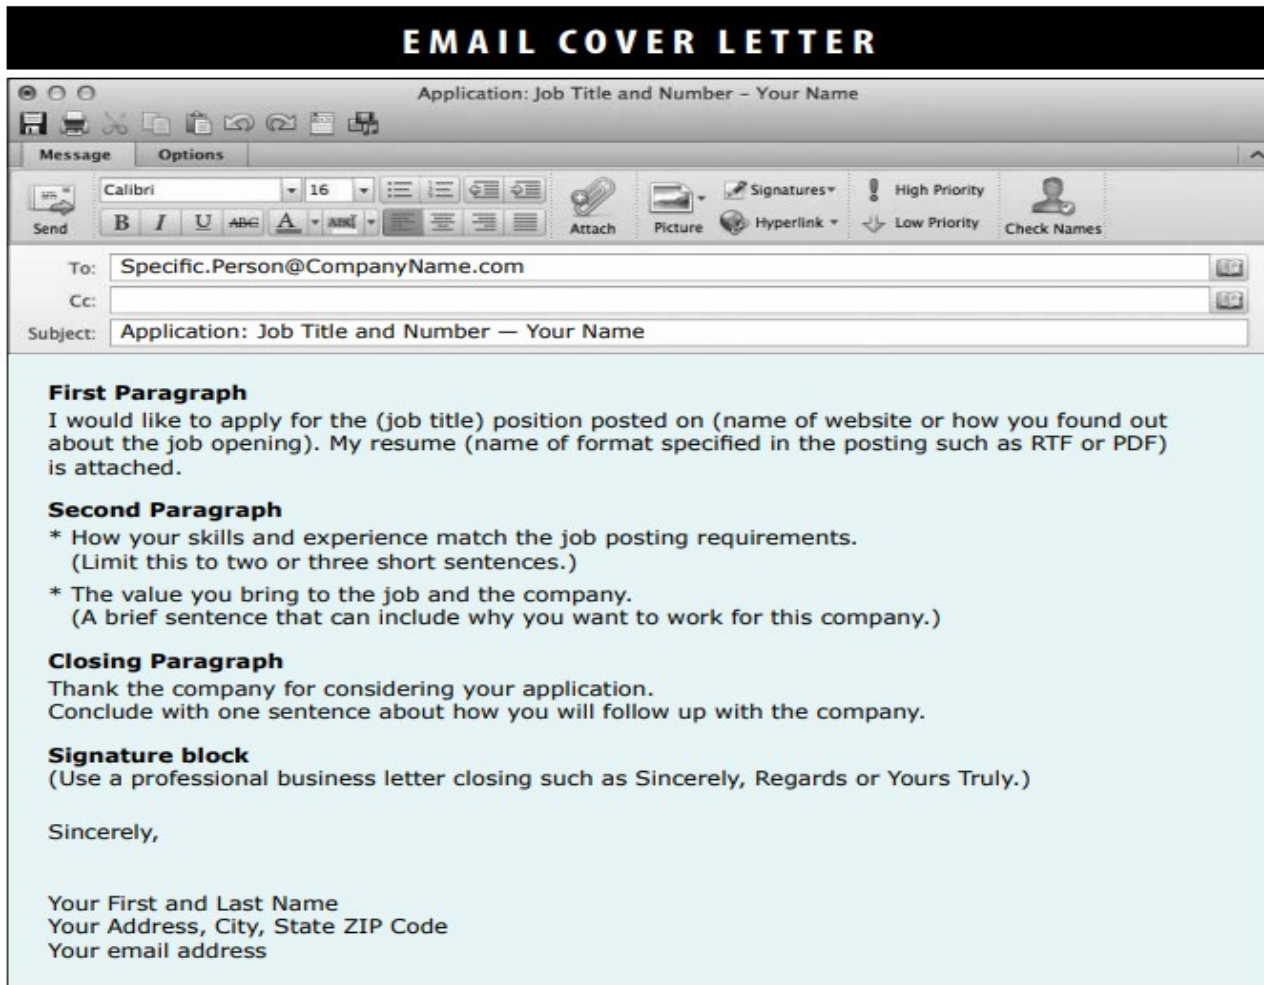 EMAIL COVER LETTER
Application: Job Title and Number – Your Name
Message Options
Calibri 16
Signatures
High Priority
B I U ABC A ABC
Hyperlink
Low Priority
Send Attach Picture Check Names
To: Specific.Person@CompanyName.com
Cc:
Subject: Application: Job Title and Number — Your Name
First Paragraph
I would like to apply for the (job title) position posted on (name of website or how you found out
about the job opening). My resume (name of format specified in the posting such as RTF or PDF)
is attached.
Second Paragraph
* How your skills and experience match the job posting requirements.
(Limit this to two or three short sentences.)
* The value you bring to the job and the company.
(A brief sentence that can include why you want to work for this company.)
Closing Paragraph
Thank the company for considering your application.
Conclude with one sentence about how you will follow up with the company.
Signature block
(Use a professional business letter closing such as Sincerely, Regards or Yours Truly.)
Sincerely,
Your First and Last Name
Your Address, City, State ZIP Code
Your email address